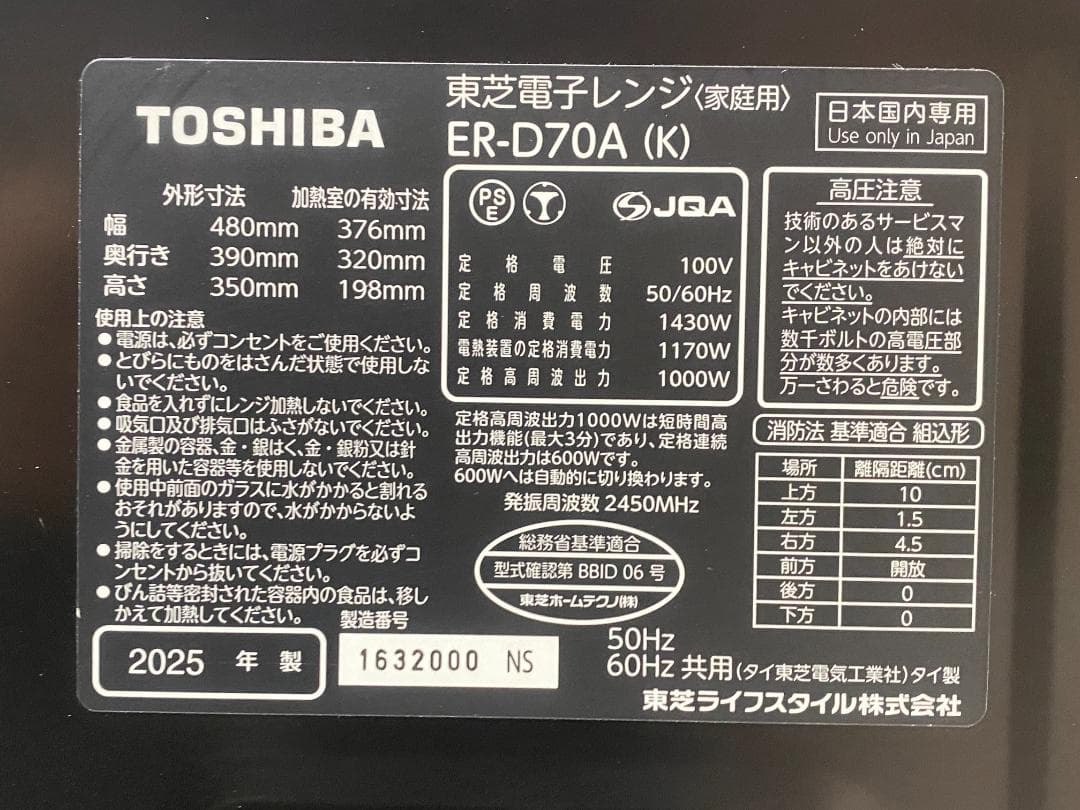 TOSHIBA
東芝電子レンジ〈家庭用〉
ER-D70A (K)
日本国内専用
Use only in Japan
外形寸法 加熱室の有効寸法
幅 480mm 376mm
奥行き 390mm 320mm
高さ 350mm 198mm
使用上の注意
●電源は、必ずコンセントをご使用ください。
●とびらにものをはさんだ状態で使用しな
いでください。
●食品を入れずにレンジ加熱しないでください。
●吸気口及び排気口はふさがないでください。
●金属製の容器、金・銀はく、金・銀粉又は針
金を用いた容器等を使用しないでください。
●使用中前面のガラスに水がかかると割れる
おそれがありますので、水がかからないよ
うにしてください。
●掃除をするときには、電源プラグを必ずコ
ンセントから抜いてください。
●びん詰等密封された容器内の食品は、移し
かえて加熱してください。
2025 年 製
製造番号
1632000 NS
PS
E
JQA
定格電圧 100V
定格周波数 50/60Hz
定格消費電力 1430W
電熱装置の定格消費電力 1170W
定格高周波出力 1000W
定格高周波出力1000Wは短時間高
出力機能(最大3分)であり、定格連続
高周波出力は600Wです。
600Wへは自動的に切り換わります。
発振周波数 2450MHz
総務省基準適合
型式確認第 BBID 06 号
東芝ホームテクノ(株)
高圧注意
技術のあるサービスマ
ン以外の人は絶対に
キャビネットをあけない
でください。
キャビネットの内部には
数千ボルトの高電圧部
分が数多くあります。
万一さわると危険です。
消防法 基準適合 組込形
場所 離隔距離(cm)
上方 10
左方 1.5
右方 4.5
前方 開放
後方 0
下方 0
50Hz
60Hz 共用(タイ東芝電気工業社)タイ製
東芝ライフスタイル株式会社